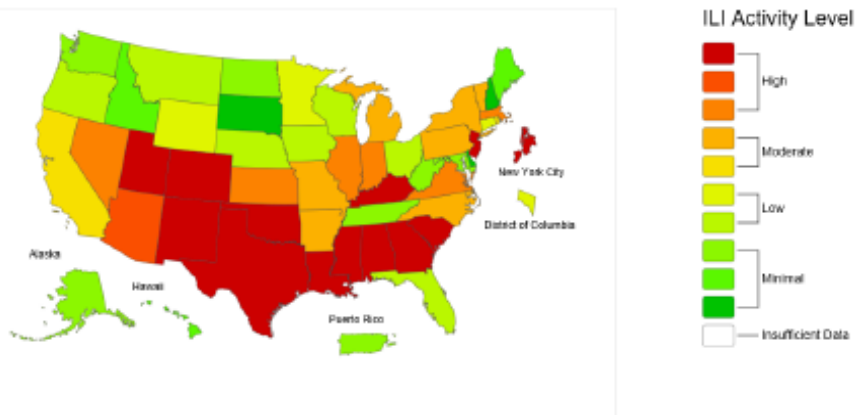 ILI Activity Level
High
Moderate
New York City
Low
District of Columbia
Alaska
Hawaii
Minimal
Puerto Rico
Insufficient Data